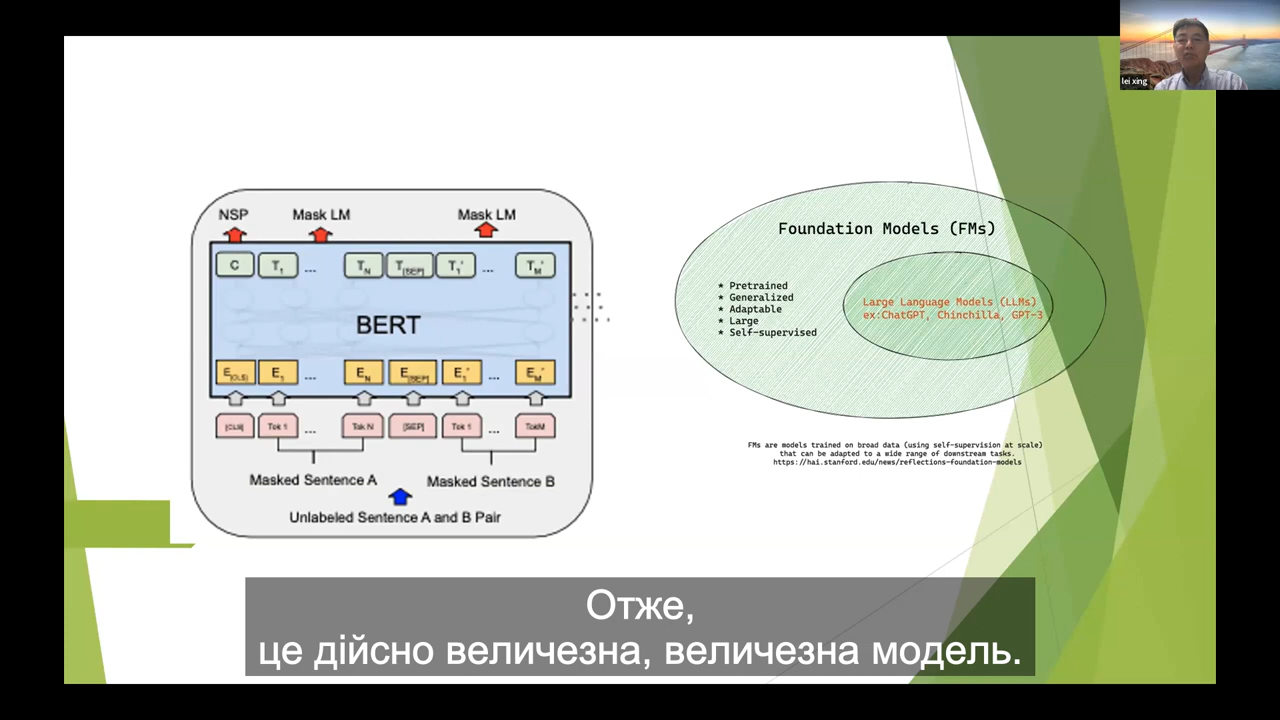 lei xing
NSP Mask LM Mask LM
C T1 ... TN T[SEP] T1' ... TM'
BERT
E[CLS] E1 ... EN E[SEP] E1' ... EM'
[CLS] Tok 1 ... Tok N [SEP] Tok 1 ... TokM
Masked Sentence A Masked Sentence B
Unlabeled Sentence A and B Pair
Foundation Models (FMs)
* Pretrained
* Generalized
* Adaptable
* Large
* Self-supervised
Large Language Models (LLMs)
ex:ChatGPT, Chinchilla, GPT-3
FMs are models trained on broad data (using self-supervision at scale)
that can be adapted to a wide range of downstream tasks.
https://hai.stanford.edu/news/reflections-foundation-models
Отже,
це дійсно величезна, величезна модель.